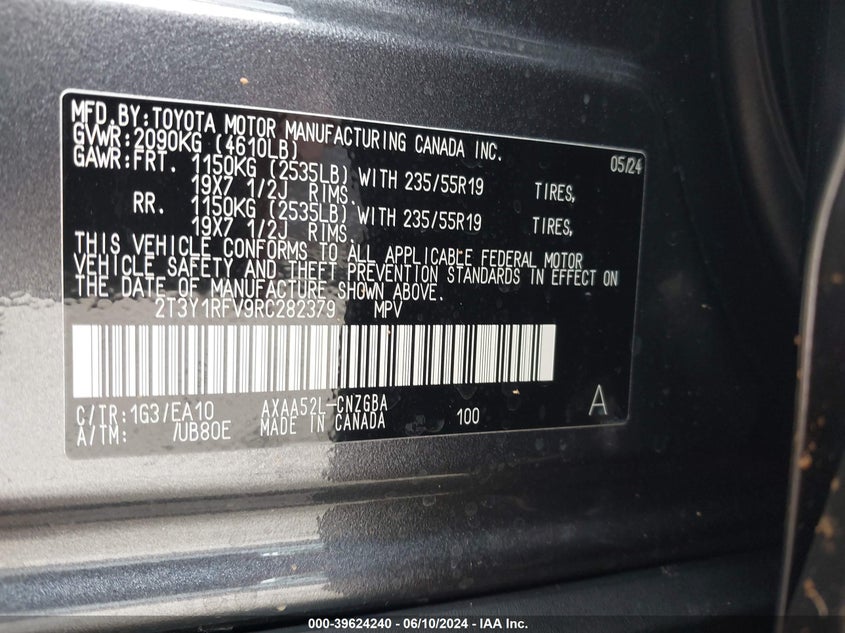 MFD.BY:TOYOTA MOTOR MANUFACTURING CANADA INC.
GVWR:2090KG (4610LB) 05/24
GAWR:FRT. 1150KG (2535LB) WITH 235/55R19 TIRES,
19X7 1/2J RIMS.
RR. 1150KG (2535LB) WITH 235/55R19 TIRES,
19X7 1/2J RIMS.
THIS VEHICLE CONFORMS TO ALL APPLICABLE FEDERAL MOTOR
VEHICLE SAFETY AND THEFT PREVENTION STANDARDS IN EFFECT ON
THE DATE OF MANUFACTURE SHOWN ABOVE.
2T3Y1RFV9RC282379 MPV
C/TR:1G3/EA10 AXAA52L-CNZGBA 100 A
A/TM: /UB80E MADE IN CANADA
000-39624240 - 06/10/2024 - IAA Inc.